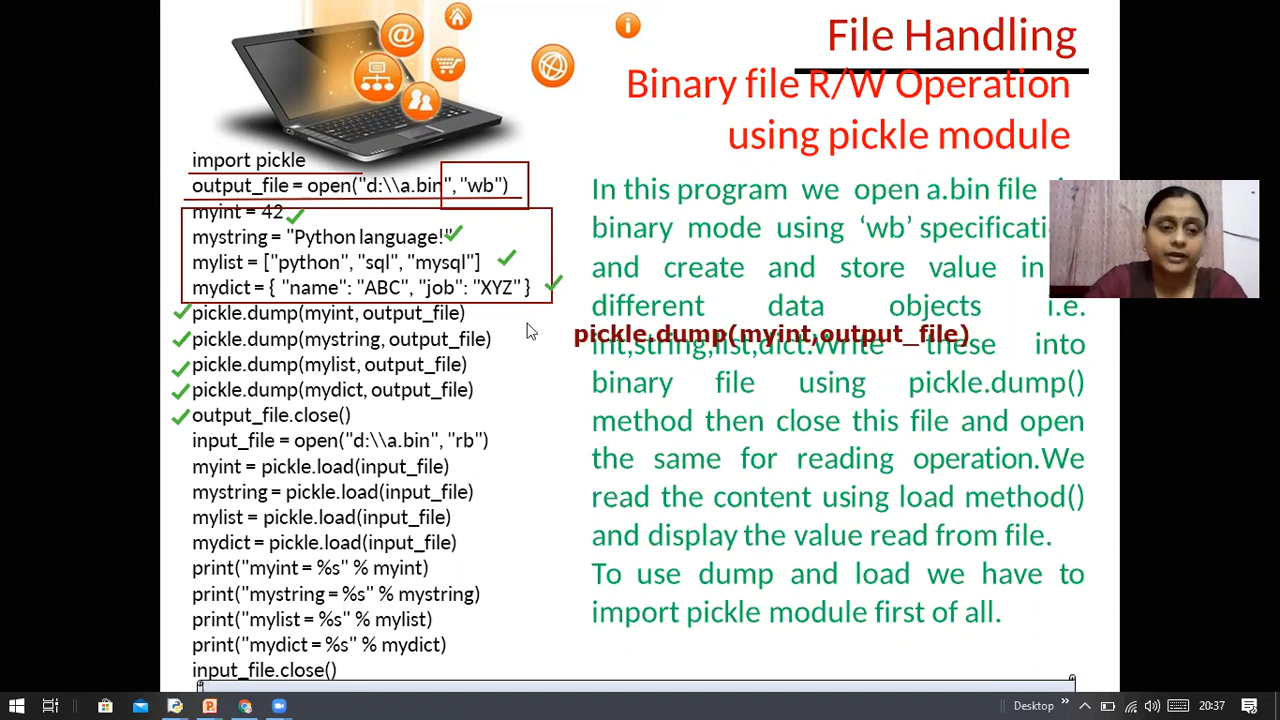 File Handling
Binary file R/W Operation
using pickle module
import pickle
output_file = open("d:\\a.bin", "wb")
myint = 42
mystring = "Python language!"
mylist = ["python", "sql", "mysql"]
mydict = { "name": "ABC", "job": "XYZ" }
pickle.dump(myint, output_file)
pickle.dump(mystring, output_file)
pickle.dump(mylist, output_file)
pickle.dump(mydict, output_file)
output_file.close()
input_file = open("d:\\a.bin", "rb")
myint = pickle.load(input_file)
mystring = pickle.load(input_file)
mylist = pickle.load(input_file)
mydict = pickle.load(input_file)
print("myint = %s" % myint)
print("mystring = %s" % mystring)
print("mylist = %s" % mylist)
print("mydict = %s" % mydict)
input_file.close()
In this program we open a.bin file
binary mode using ‘wb’ specificati
and create and store value in
different data objects i.e.
pickle.dump(myint,output_file)
int,string,list,dict.Write these into
binary file using pickle.dump()
method then close this file and open
the same for reading operation.We
read the content using load method()
and display the value read from file.
To use dump and load we have to
import pickle module first of all.
Desktop
20:37